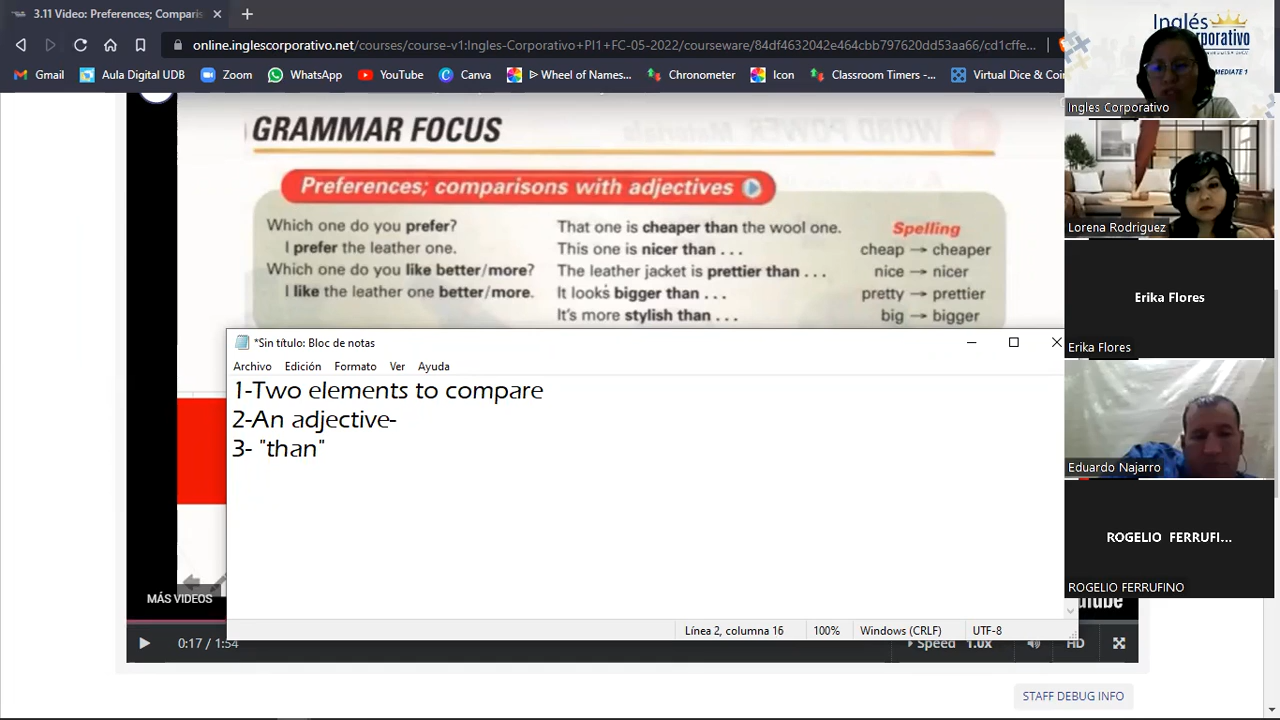 3.11 Video: Preferences; Comparis
online.inglescorporativo.net/courses/course-v1:Ingles-Corporativo+PI1+FC-05-2022/courseware/84df4632042e464cbb797620dd53aa66/cd1cffe...
Gmail Aula Digital UDB Zoom WhatsApp YouTube Canva ᐅ Wheel of Names... Chronometer Icon Classroom Timers -... Virtual Dice & Coi
GRAMMAR FOCUS
Preferences; comparisons with adjectives
Which one do you prefer?
I prefer the leather one.
Which one do you like better/more?
I like the leather one better/more.
That one is cheaper than the wool one.
This one is nicer than . . .
The leather jacket is prettier than . . .
It looks bigger than . . .
It's more stylish than . . .
Spelling
cheap → cheaper
nice → nicer
pretty → prettier
big → bigger
*Sin título: Bloc de notas
Archivo Edición Formato Ver Ayuda
1-Two elements to compare
2-An adjective-
3- "than"
Línea 2, columna 16 100% Windows (CRLF) UTF-8
MÁS VIDEOS
0:17 / 1:54
Speed 1.0x HD
STAFF DEBUG INFO
Inglés
MEDIATE 1
Ingles Corporativo
Lorena Rodriguez
Erika Flores
Erika Flores
Eduardo Najarro
ROGELIO FERRUFI...
ROGELIO FERRUFINO